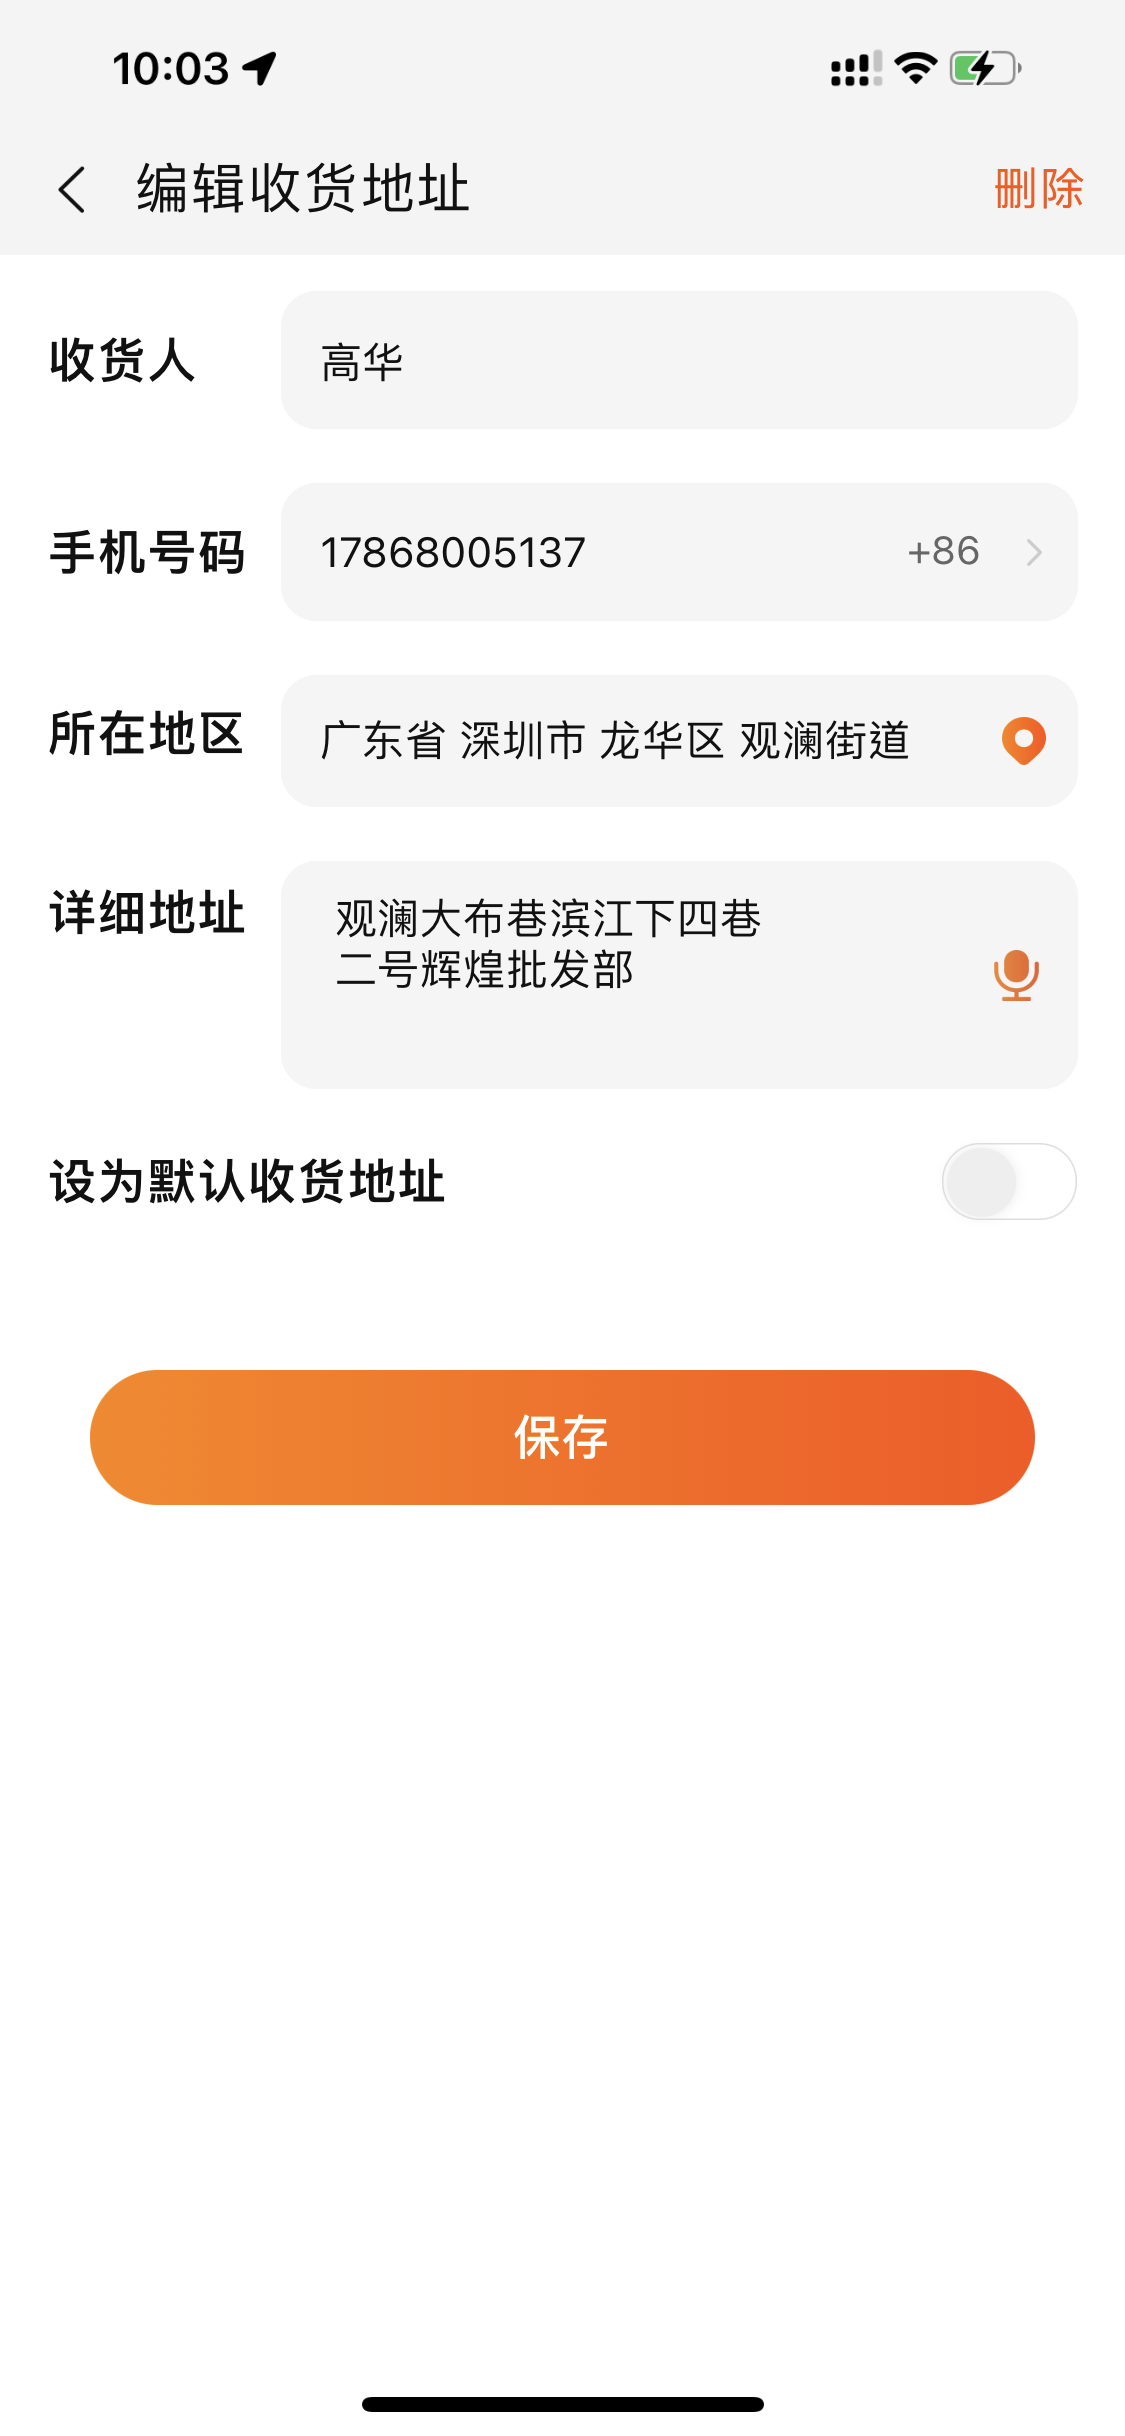 10:03
编辑收货地址
删除
收货人
高华
手机号码
17868005137
+86
所在地区
广东省 深圳市 龙华区 观澜街道
详细地址
观澜大布巷滨江下四巷
二号辉煌批发部
设为默认收货地址
保存